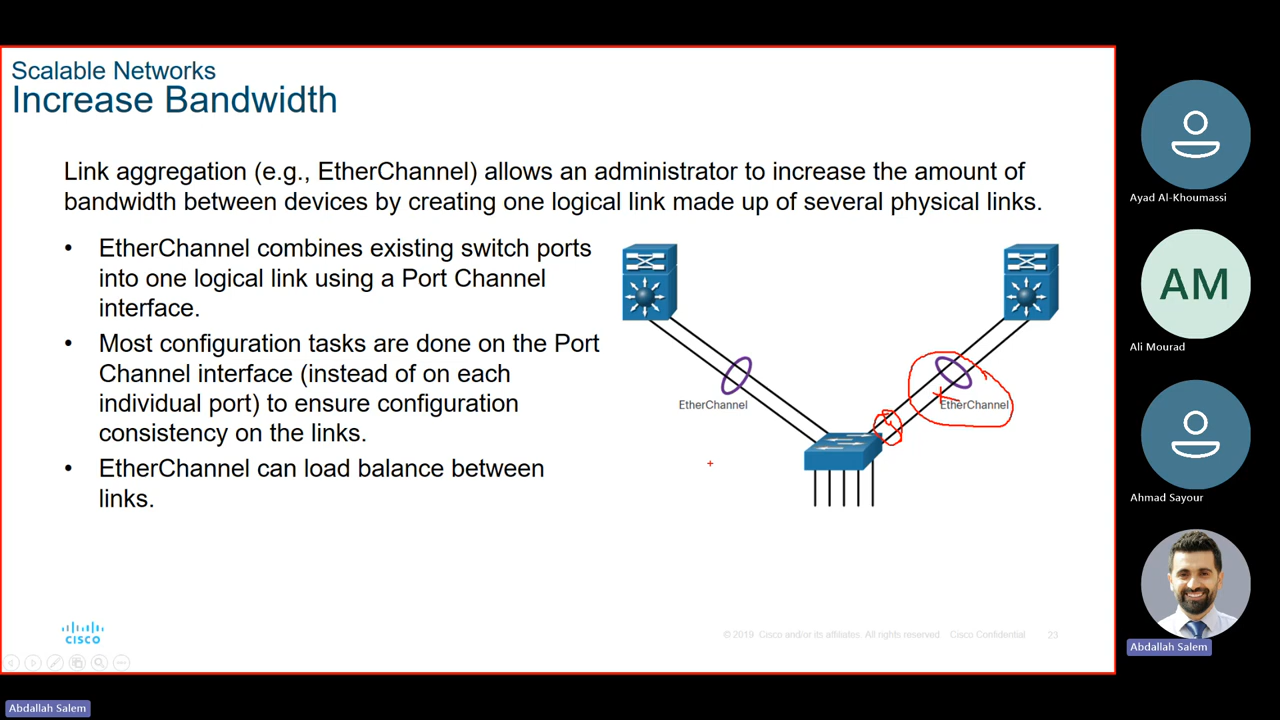 Scalable Networks
Increase Bandwidth
Link aggregation (e.g., EtherChannel) allows an administrator to increase the amount of
bandwidth between devices by creating one logical link made up of several physical links.
• EtherChannel combines existing switch ports
into one logical link using a Port Channel
interface.
• Most configuration tasks are done on the Port
Channel interface (instead of on each
individual port) to ensure configuration
consistency on the links.
• EtherChannel can load balance between
links.
EtherChannel
EtherChannel
CISCO
© 2019 Cisco and/or its affiliates. All rights reserved. Cisco Confidential
23
Ayad Al-Khoumassi
AM
Ali Mourad
Ahmad Sayour
Abdallah Salem
Abdallah Salem